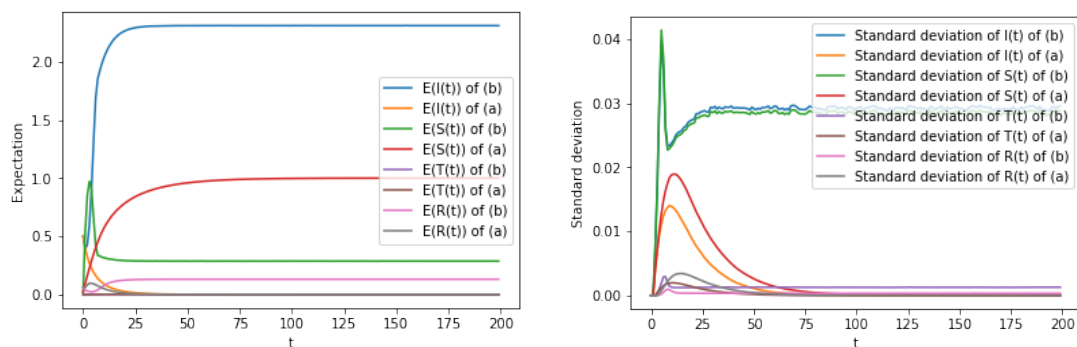 Expectation
2.0
1.5
1.0
0.5
0.0
0
25
50
75
100
125
150
175
200
t
E(I(t)) of (b)
E(I(t)) of (a)
E(S(t)) of (b)
E(S(t)) of (a)
E(T(t)) of (b)
E(T(t)) of (a)
E(R(t)) of (b)
E(R(t)) of (a)
Standard deviation
0.04
0.03
0.02
0.01
0.00
0
25
50
75
100
125
150
175
200
t
Standard deviation of I(t) of (b)
Standard deviation of I(t) of (a)
Standard deviation of S(t) of (b)
Standard deviation of S(t) of (a)
Standard deviation of T(t) of (b)
Standard deviation of T(t) of (a)
Standard deviation of R(t) of (b)
Standard deviation of R(t) of (a)